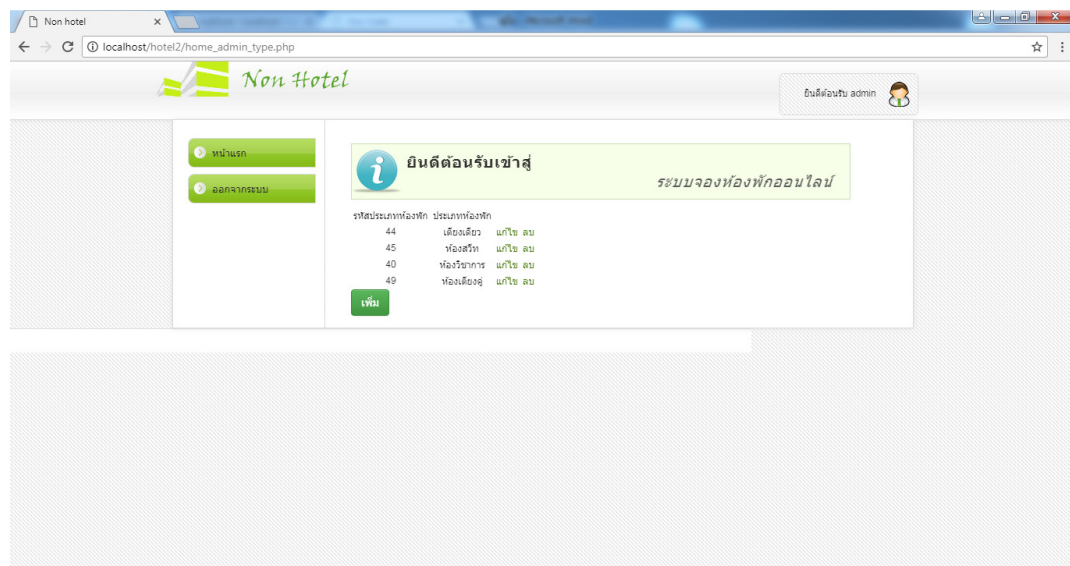 Non hotel
localhost/hotel2/home_admin_type.php
Non Hotel
ยินดีต้อนรับ admin
หน้าแรก
ออกจากระบบ
ยินดีต้อนรับเข้าสู่
ระบบจองห้องพักออนไลน์
รหัสประเภทห้องพัก ประเภทห้องพัก
44 เตียงเดียว แก้ไข ลบ
45 ห้องสวีท แก้ไข ลบ
40 ห้องวิชาการ แก้ไข ลบ
49 ห้องเตียงคู่ แก้ไข ลบ
เพิ่ม